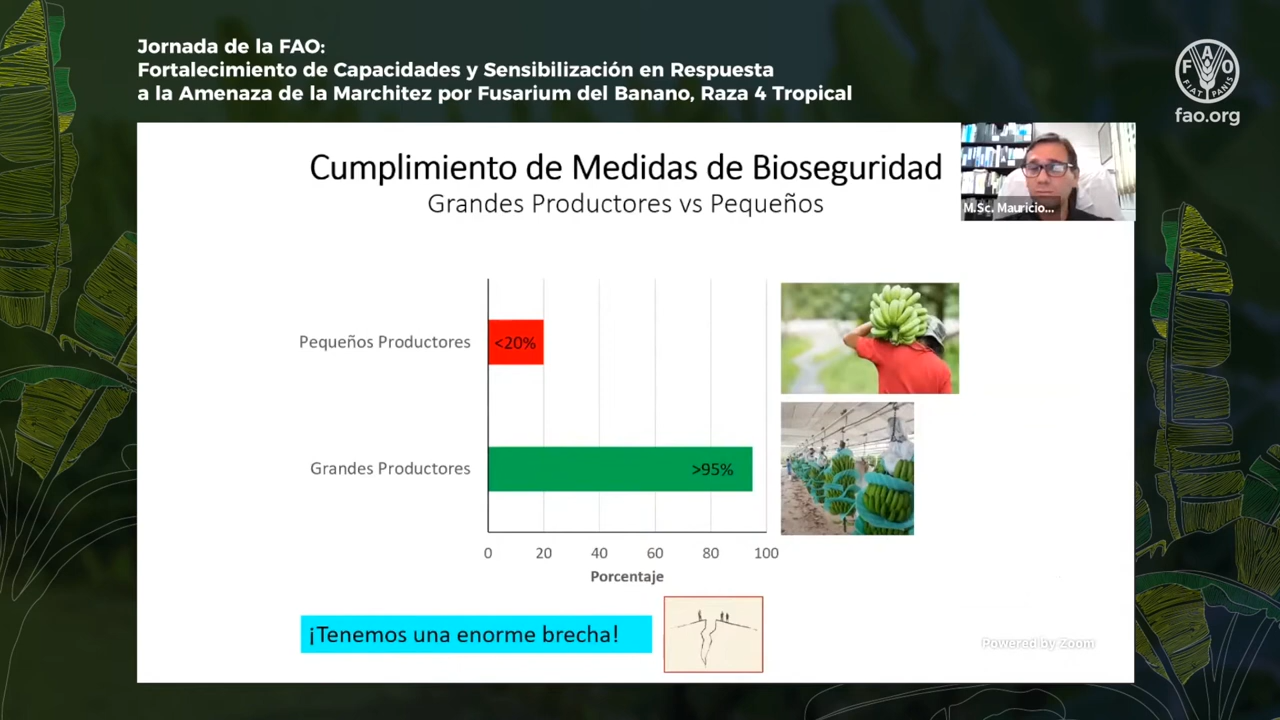 Jornada de la FAO:
Fortalecimiento de Capacidades y Sensibilización en Respuesta
a la Amenaza de la Marchitez por Fusarium del Banano, Raza 4 Tropical
F A O
FIAT PANIS
fao.org
Cumplimiento de Medidas de Bioseguridad
Grandes Productores vs Pequeños
M.Sc. Mauricio...
Pequeños Productores
<20%
Grandes Productores
>95%
0 20 40 60 80 100
Porcentaje
¡Tenemos una enorme brecha!
Powered by Zoom